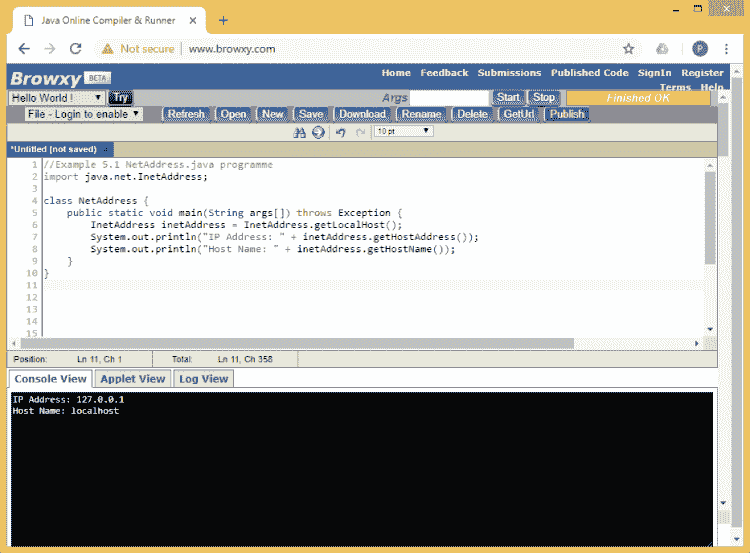 Java Online Compiler & Runner
Not secure | www.browxy.com
P
Browxy BETA
Home Feedback Submissions Published Code SignIn Register
Terms Help
Hello World ! Try Args Start Stop Finished OK
File - Login to enable Refresh Open New Save Download Rename Delete GetUrl Publish
10 pt
*Untitled (not saved)
1 //Example 5.1 NetAddress.java programme
2 import java.net.InetAddress;
3
4 class NetAddress {
5 public static void main(String args[]) throws Exception {
6 InetAddress inetAddress = InetAddress.getLocalHost();
7 System.out.println("IP Address: " + inetAddress.getHostAddress());
8 System.out.println("Host Name: " + inetAddress.getHostName());
9 }
10 }
11
12
13
14
15
Position: Ln 11, Ch 1 Total: Ln 11, Ch 358
Console View Applet View Log View
IP Address: 127.0.0.1
Host Name: localhost